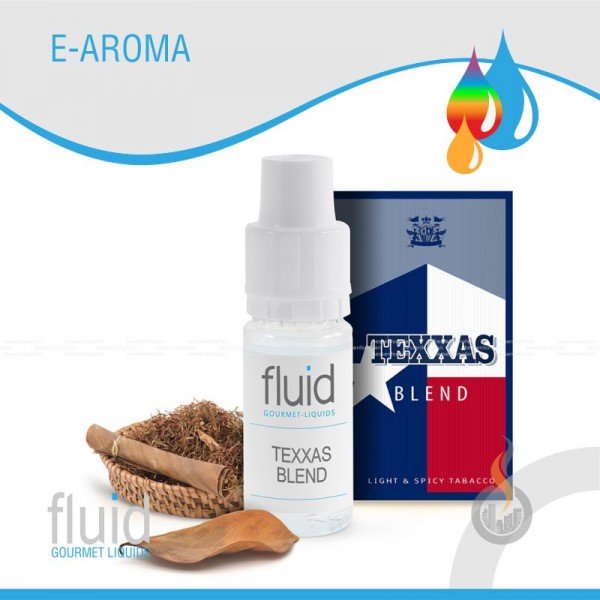 E-AROMA
TEXXAS
BLEND
LIGHT & SPICY TABACCO
fluid
GOURMET-LIQUIDS
TEXXAS
BLEND
fluid
GOURMET LIQUIDS